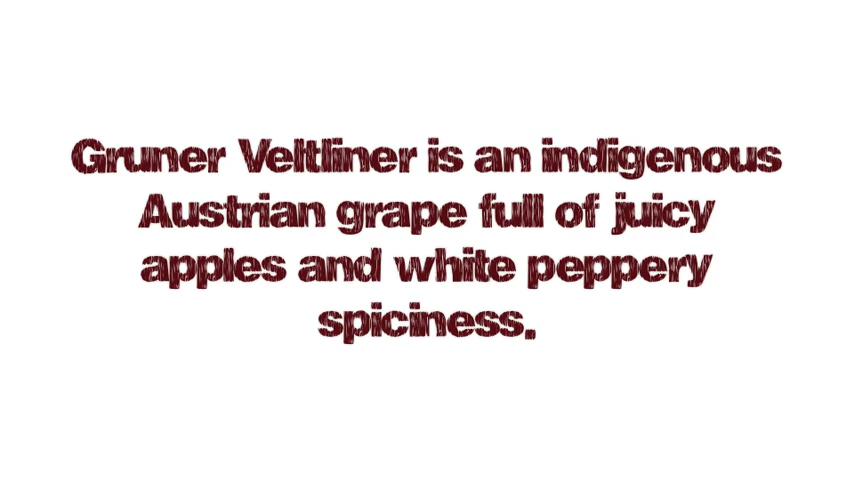 Gruner Veltliner is an indigenous
Austrian grape full of juicy
apples and white peppery
spiciness.